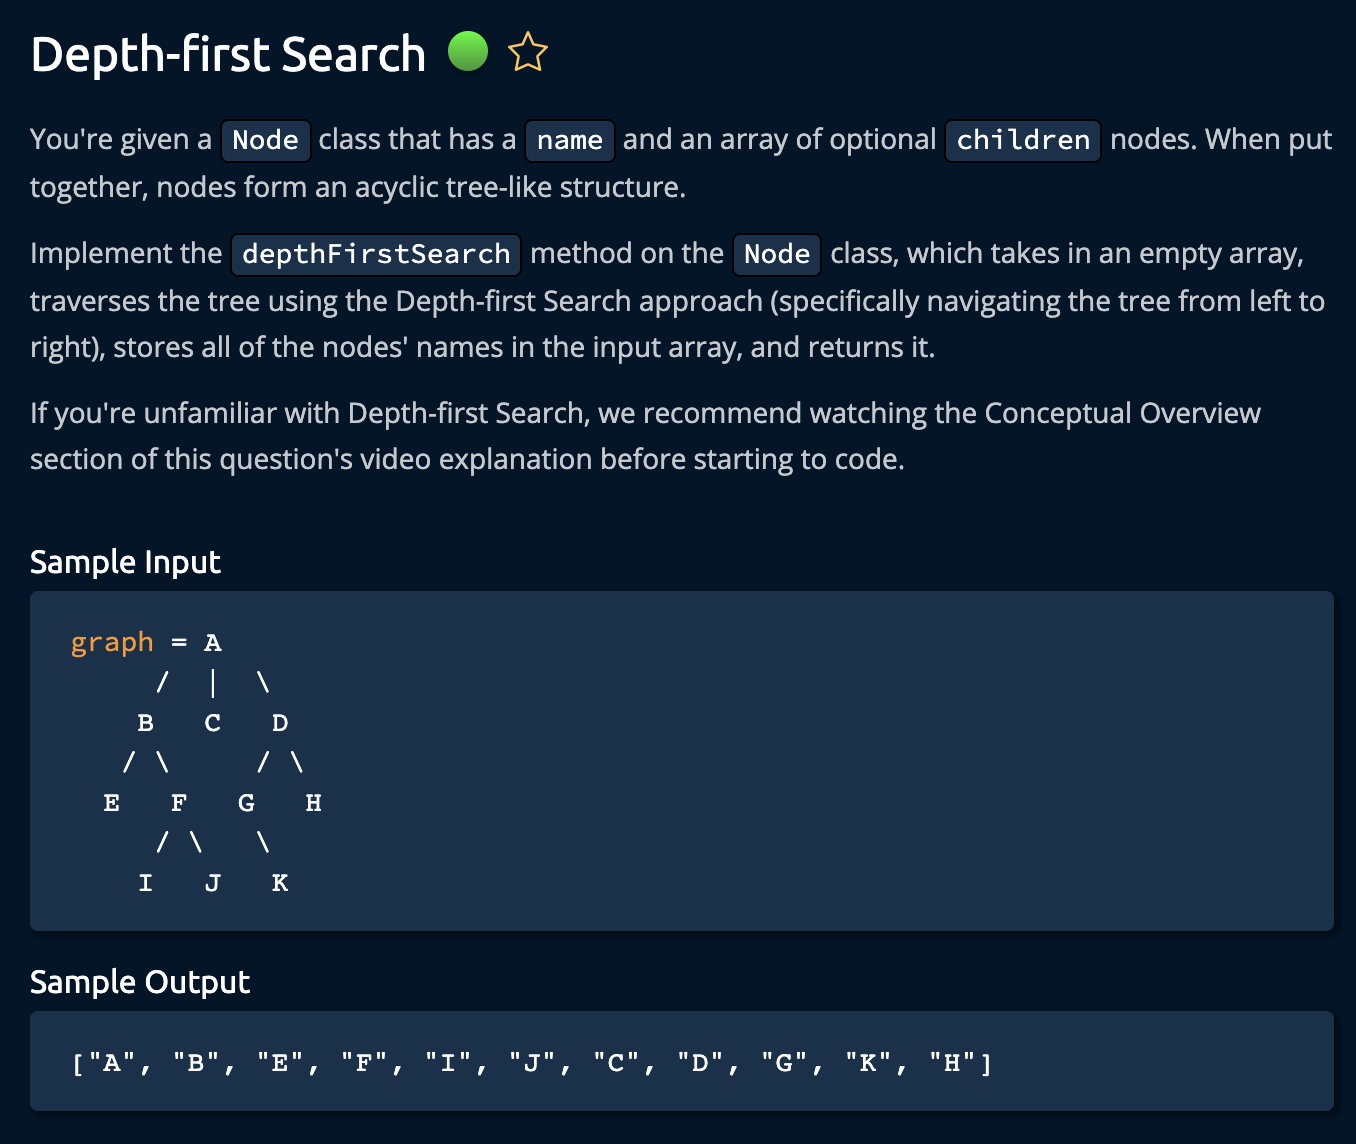 Depth-first Search
You're given a Node class that has a name and an array of optional children nodes. When put
together, nodes form an acyclic tree-like structure.
Implement the depthFirstSearch method on the Node class, which takes in an empty array,
traverses the tree using the Depth-first Search approach (specifically navigating the tree from left to
right), stores all of the nodes' names in the input array, and returns it.
If you're unfamiliar with Depth-first Search, we recommend watching the Conceptual Overview
section of this question's video explanation before starting to code.
Sample Input
graph = A
     /  |  \
    B   C   D
   / \     / \
  E   F   G   H
     / \   \
    I   J   K
Sample Output
["A", "B", "E", "F", "I", "J", "C", "D", "G", "K", "H"]